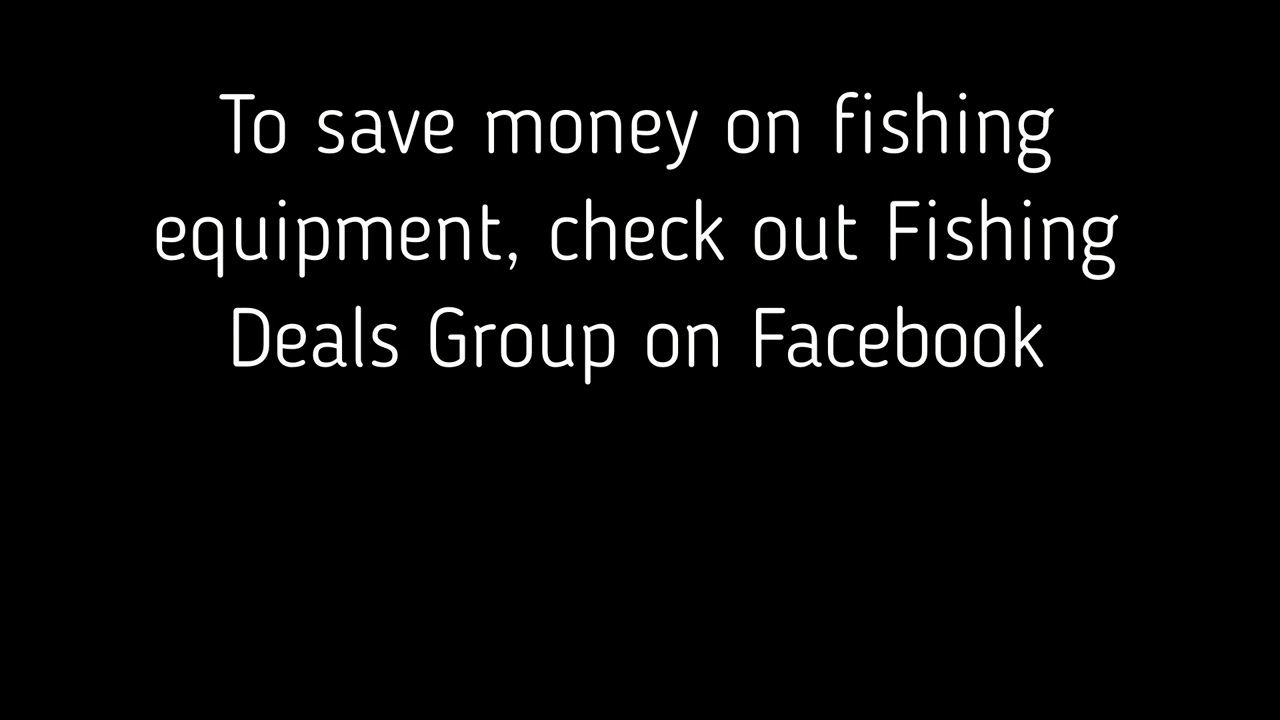 To save money on fishing
equipment, check out Fishing
Deals Group on Facebook